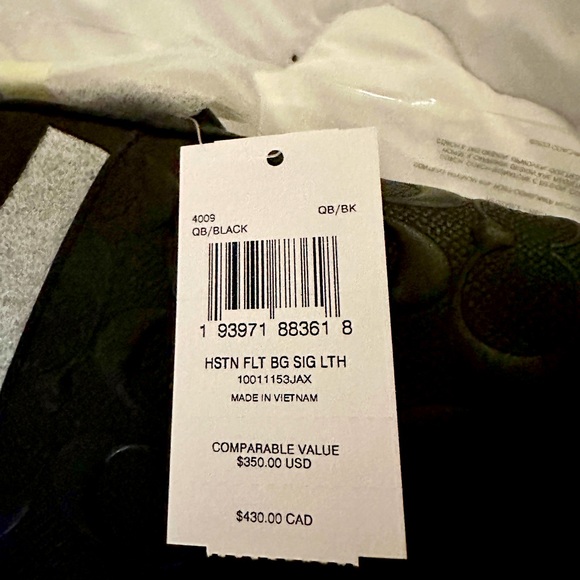 4009 QB/BK
QB/BLACK
1 93971 88361 8
HSTN FLT BG SIG LTH
10011153JAX
MADE IN VIETNAM
COMPARABLE VALUE
$350.00 USD
$430.00 CAD